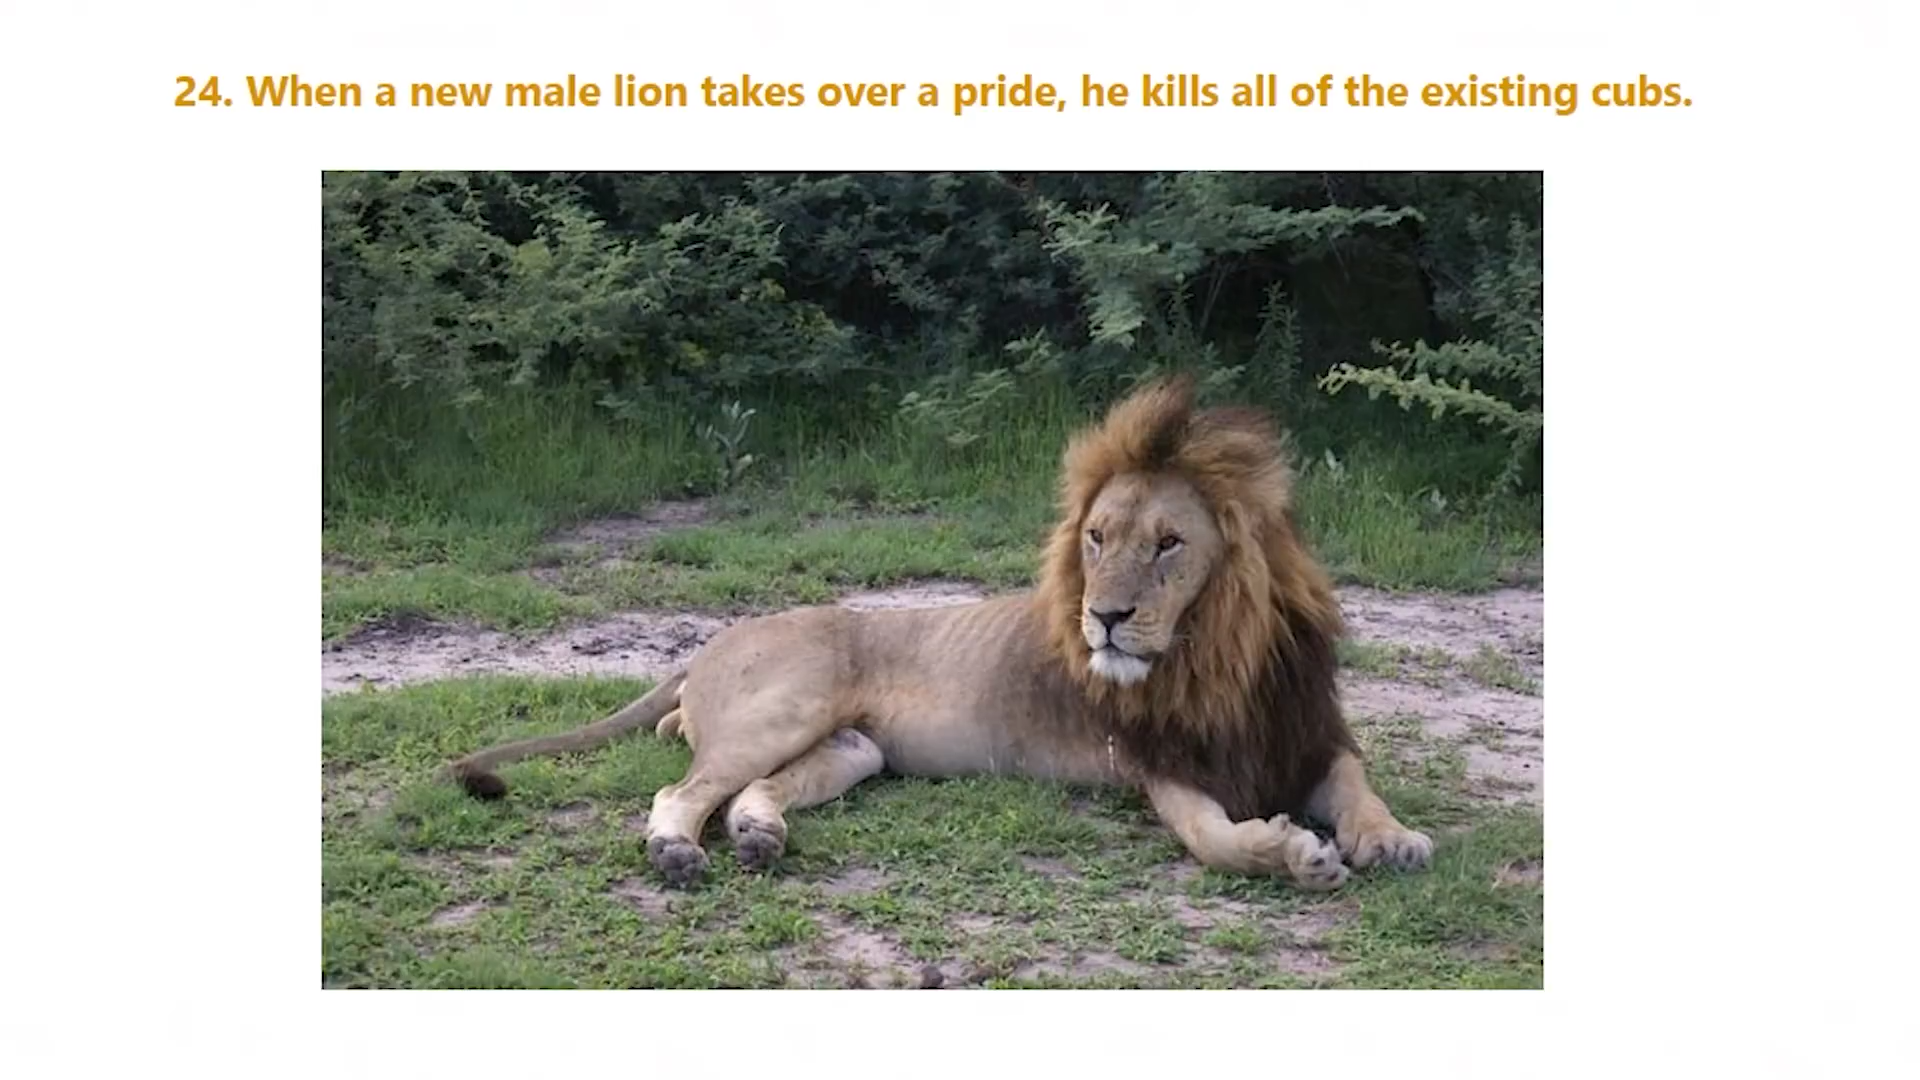 24. When a new male lion takes over a pride, he kills all of the existing cubs.